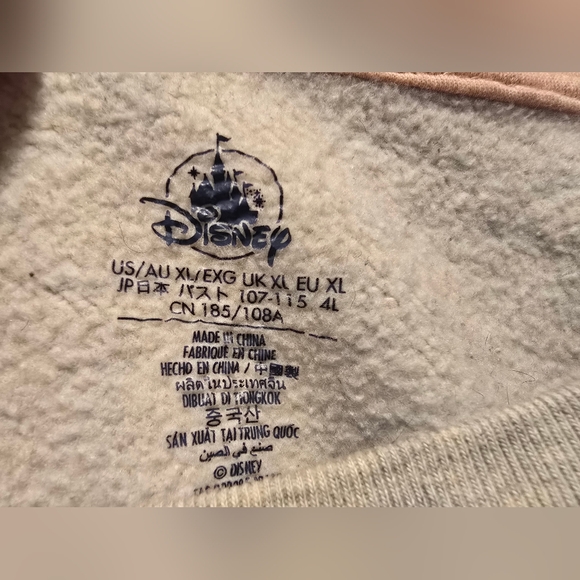 Disney
US/AU XL/EXG UK XL EU XL
JP日本 バスト 107-115 4L
CN 185/108A
MADE IN CHINA
FABRIQUÉ EN CHINE
HECHO EN CHINA / 中國製
ผลิตในประเทศจีน
DIBUAT DI TIONGKOK
중국산
SẢN XUẤT TẠI TRUNG QUỐC
صنع في الصين
© DISNEY